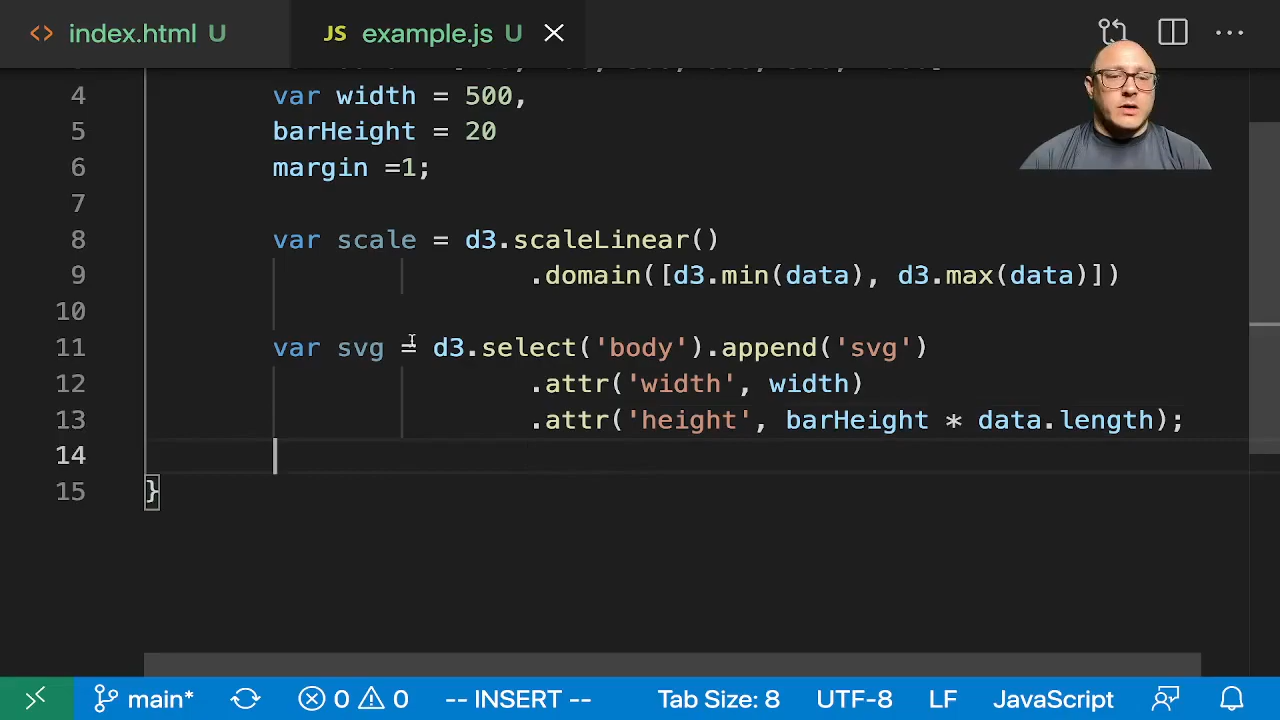 <> index.html U JS example.js U
4 var width = 500,
5 barHeight = 20
6 margin =1;
7
8 var scale = d3.scaleLinear()
9 .domain([d3.min(data), d3.max(data)])
10
11 var svg = d3.select('body').append('svg')
12 .attr('width', width)
13 .attr('height', barHeight * data.length);
14
15 }
main* 0 0 -- INSERT -- Tab Size: 8 UTF-8 LF JavaScript